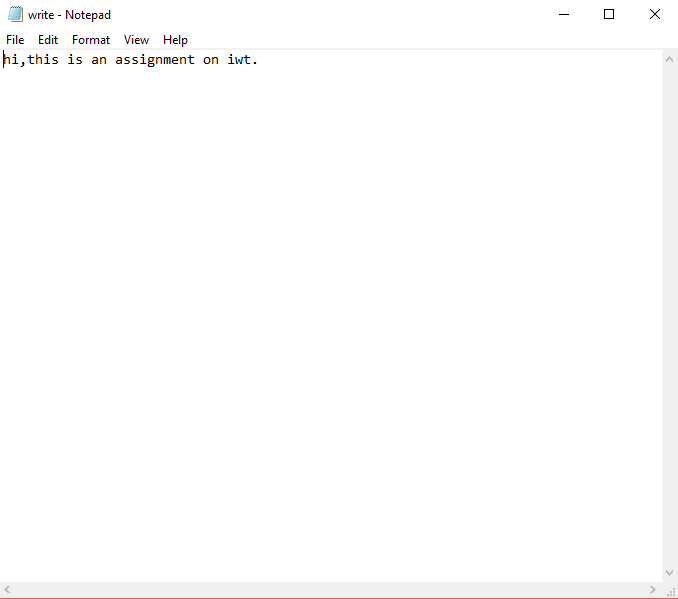 write - Notepad
File Edit Format View Help
hi,this is an assignment on iwt.